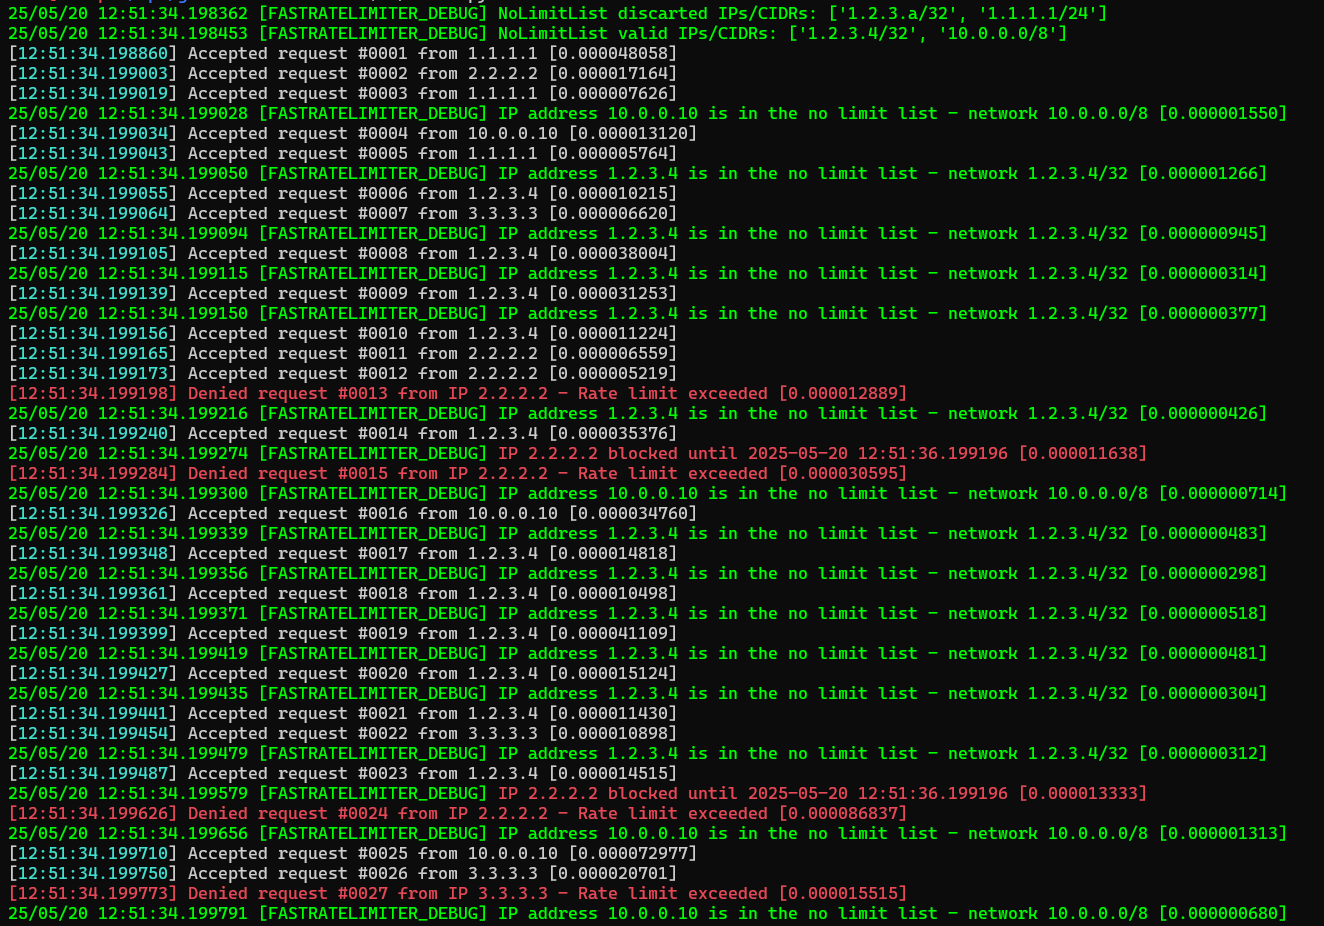 25/05/20 12:51:34.198362 [FASTRATELIMITER_DEBUG] NoLimitList discarted IPs/CIDRs: ['1.2.3.a/32', '1.1.1.1/24']
25/05/20 12:51:34.198453 [FASTRATELIMITER_DEBUG] NoLimitList valid IPs/CIDRs: ['1.2.3.4/32', '10.0.0.0/8']
[12:51:34.198860] Accepted request #0001 from 1.1.1.1 [0.000048058]
[12:51:34.199003] Accepted request #0002 from 2.2.2.2 [0.000017164]
[12:51:34.199019] Accepted request #0003 from 1.1.1.1 [0.000007626]
25/05/20 12:51:34.199028 [FASTRATELIMITER_DEBUG] IP address 10.0.0.10 is in the no limit list - network 10.0.0.0/8 [0.000001550]
[12:51:34.199034] Accepted request #0004 from 10.0.0.10 [0.000013120]
[12:51:34.199043] Accepted request #0005 from 1.1.1.1 [0.000005764]
25/05/20 12:51:34.199050 [FASTRATELIMITER_DEBUG] IP address 1.2.3.4 is in the no limit list - network 1.2.3.4/32 [0.000001266]
[12:51:34.199055] Accepted request #0006 from 1.2.3.4 [0.000010215]
[12:51:34.199064] Accepted request #0007 from 3.3.3.3 [0.000006620]
25/05/20 12:51:34.199094 [FASTRATELIMITER_DEBUG] IP address 1.2.3.4 is in the no limit list - network 1.2.3.4/32 [0.000000945]
[12:51:34.199105] Accepted request #0008 from 1.2.3.4 [0.000038004]
25/05/20 12:51:34.199115 [FASTRATELIMITER_DEBUG] IP address 1.2.3.4 is in the no limit list - network 1.2.3.4/32 [0.000000314]
[12:51:34.199139] Accepted request #0009 from 1.2.3.4 [0.000031253]
25/05/20 12:51:34.199150 [FASTRATELIMITER_DEBUG] IP address 1.2.3.4 is in the no limit list - network 1.2.3.4/32 [0.000000377]
[12:51:34.199156] Accepted request #0010 from 1.2.3.4 [0.000011224]
[12:51:34.199165] Accepted request #0011 from 2.2.2.2 [0.000006559]
[12:51:34.199173] Accepted request #0012 from 2.2.2.2 [0.000005219]
[12:51:34.199198] Denied request #0013 from IP 2.2.2.2 - Rate limit exceeded [0.000012889]
25/05/20 12:51:34.199216 [FASTRATELIMITER_DEBUG] IP address 1.2.3.4 is in the no limit list - network 1.2.3.4/32 [0.000000426]
[12:51:34.199240] Accepted request #0014 from 1.2.3.4 [0.000035376]
25/05/20 12:51:34.199274 [FASTRATELIMITER_DEBUG] IP 2.2.2.2 blocked until 2025-05-20 12:51:36.199196 [0.000011638]
[12:51:34.199284] Denied request #0015 from IP 2.2.2.2 - Rate limit exceeded [0.000030595]
25/05/20 12:51:34.199300 [FASTRATELIMITER_DEBUG] IP address 10.0.0.10 is in the no limit list - network 10.0.0.0/8 [0.000000714]
[12:51:34.199326] Accepted request #0016 from 10.0.0.10 [0.000034760]
25/05/20 12:51:34.199339 [FASTRATELIMITER_DEBUG] IP address 1.2.3.4 is in the no limit list - network 1.2.3.4/32 [0.000000483]
[12:51:34.199348] Accepted request #0017 from 1.2.3.4 [0.000014818]
25/05/20 12:51:34.199356 [FASTRATELIMITER_DEBUG] IP address 1.2.3.4 is in the no limit list - network 1.2.3.4/32 [0.000000298]
[12:51:34.199361] Accepted request #0018 from 1.2.3.4 [0.000010498]
25/05/20 12:51:34.199371 [FASTRATELIMITER_DEBUG] IP address 1.2.3.4 is in the no limit list - network 1.2.3.4/32 [0.000000518]
[12:51:34.199399] Accepted request #0019 from 1.2.3.4 [0.000041109]
25/05/20 12:51:34.199419 [FASTRATELIMITER_DEBUG] IP address 1.2.3.4 is in the no limit list - network 1.2.3.4/32 [0.000000481]
[12:51:34.199427] Accepted request #0020 from 1.2.3.4 [0.000015124]
25/05/20 12:51:34.199435 [FASTRATELIMITER_DEBUG] IP address 1.2.3.4 is in the no limit list - network 1.2.3.4/32 [0.000000304]
[12:51:34.199441] Accepted request #0021 from 1.2.3.4 [0.000011430]
[12:51:34.199454] Accepted request #0022 from 3.3.3.3 [0.000010898]
25/05/20 12:51:34.199479 [FASTRATELIMITER_DEBUG] IP address 1.2.3.4 is in the no limit list - network 1.2.3.4/32 [0.000000312]
[12:51:34.199487] Accepted request #0023 from 1.2.3.4 [0.000014515]
25/05/20 12:51:34.199579 [FASTRATELIMITER_DEBUG] IP 2.2.2.2 blocked until 2025-05-20 12:51:36.199196 [0.000013333]
[12:51:34.199626] Denied request #0024 from IP 2.2.2.2 - Rate limit exceeded [0.000086837]
25/05/20 12:51:34.199656 [FASTRATELIMITER_DEBUG] IP address 10.0.0.10 is in the no limit list - network 10.0.0.0/8 [0.000001313]
[12:51:34.199710] Accepted request #0025 from 10.0.0.10 [0.000072977]
[12:51:34.199750] Accepted request #0026 from 3.3.3.3 [0.000020701]
[12:51:34.199773] Denied request #0027 from IP 3.3.3.3 - Rate limit exceeded [0.000015515]
25/05/20 12:51:34.199791 [FASTRATELIMITER_DEBUG] IP address 10.0.0.10 is in the no limit list - network 10.0.0.0/8 [0.000000680]